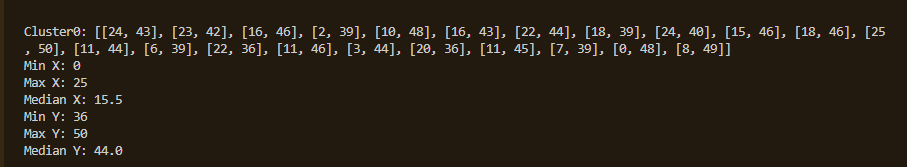 Cluster0: [[24, 43], [23, 42], [16, 46], [2, 39], [10, 48], [16, 43], [22, 44], [18, 39], [24, 40], [15, 46], [18, 46], [25
, 50], [11, 44], [6, 39], [22, 36], [11, 46], [3, 44], [20, 36], [11, 45], [7, 39], [0, 48], [8, 49]]
Min X: 0
Max X: 25
Median X: 15.5
Min Y: 36
Max Y: 50
Median Y: 44.0